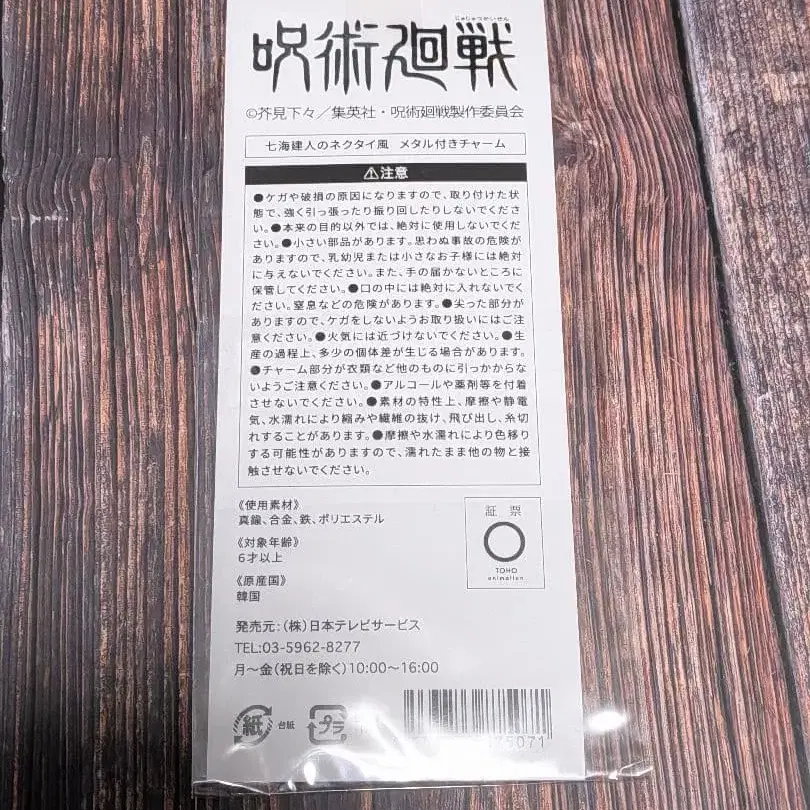 じゅじゅつかいせん
呪術廻戦
©芥見下々／集英社・呪術廻戦製作委員会
七海建人のネクタイ風 メタル付きチャーム
⚠注意
●ケガや破損の原因になりますので、取り付けた状
態で、強く引っ張ったり振り回したりしないでくださ
い。●本来の目的以外では、絶対に使用しないでくだ
さい。●小さい部品があります。思わぬ事故の危険が
ありますので、乳幼児または小さなお子様には絶対
に与えないでください。また、手の届かないところに
保管してください。●口の中には絶対に入れないでく
ださい。窒息などの危険があります。●尖った部分が
ありますので、ケガをしないようお取り扱いにはご注
意ください。●火気には近づけないでください。●生
産の過程上、多少の個体差が生じる場合があります。
●チャーム部分が衣類など他のものに引っかからな
いようご注意ください。●アルコールや薬剤等を付着
させないでください。●素材の特性上、摩擦や静電
気、水濡れにより縮みや繊維の抜け、飛び出し、糸切
れすることがあります。●摩擦や水濡れにより色移り
する可能性がありますので、濡れたまま他の物と接
触させないでください。
《使用素材》
真鍮、合金、鉄、ポリエステル
《対象年齢》
6才以上
《原産国》
韓国
証票
TOHO
animation
発売元：（株）日本テレビサービス
TEL:03-5962-8277
月～金（祝日を除く）10:00～16:00
紙 台紙 プラ
75071